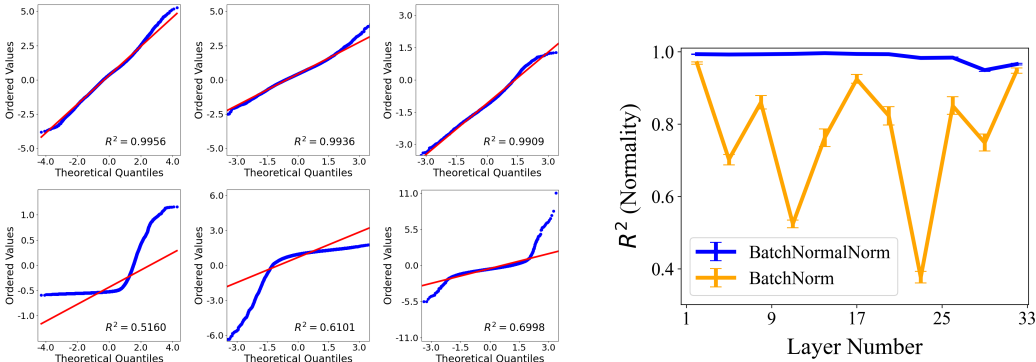 Ordered Values
5.0
2.5
0.0
-2.5
-5.0
R² = 0.9956
-4.0 -2.0 0.0 2.0 4.0
Theoretical Quantiles
Ordered Values
5.0
2.5
0.0
-2.5
-5.0
R² = 0.9936
-3.0 -1.5 0.0 1.5 3.0
Theoretical Quantiles
Ordered Values
3.0
1.5
0.0
-1.5
-3.0
R² = 0.9909
-3.0 -1.5 0.0 1.5 3.0
Theoretical Quantiles
Ordered Values
1.0
0.5
0.0
-0.5
-1.0
R² = 0.5160
-4.0 -2.0 0.0 2.0 4.0
Theoretical Quantiles
Ordered Values
6.0
3.0
0.0
-3.0
-6.0
R² = 0.6101
-3.0 -1.5 0.0 1.5 3.0
Theoretical Quantiles
Ordered Values
11.0
5.5
0.0
-5.5
-11.0
R² = 0.6998
-3.0 -1.5 0.0 1.5 3.0
Theoretical Quantiles
R² (Normality)
1.0
0.8
0.6
0.4
BatchNormalNorm
BatchNorm
1 9 17 25 33
Layer Number